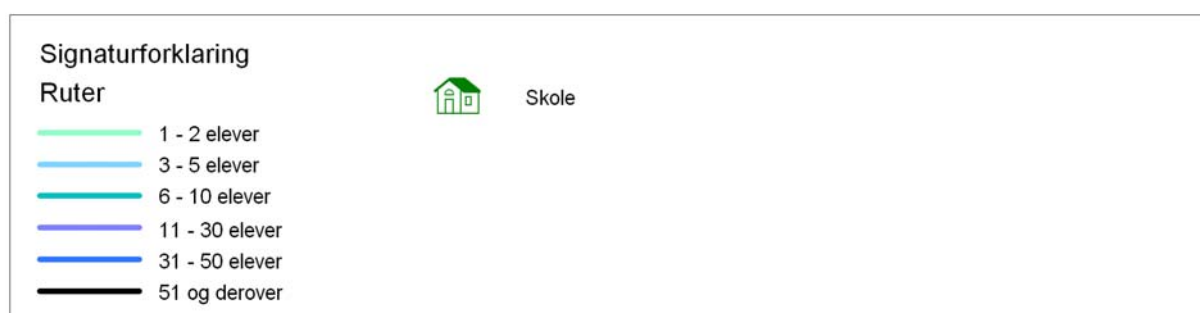 Signaturforklaring
Ruter
Skole
1 - 2 elever
3 - 5 elever
6 - 10 elever
11 - 30 elever
31 - 50 elever
51 og derover